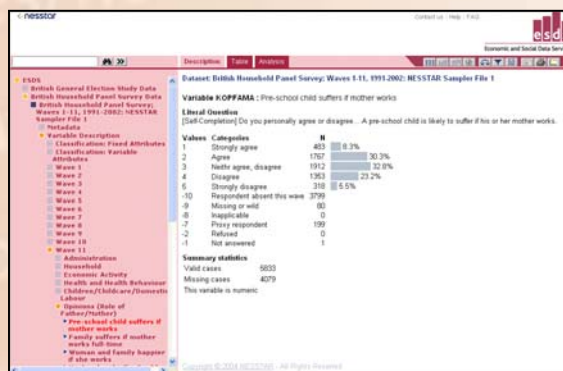 nesstar
Contact us | Help | FAQ
esd
Economic and Social Data Serv
Description Table Analysis
ESDS
British General Election Study Data
British Household Panel Survey Data
British Household Panel Survey;
Waves 1-11, 1991-2002: NESSTAR
Sampler File 1
Metadata
Variable Description
Classification: Fixed Attributes
Classification: Variable
Attributes
Wave 1
Wave 2
Wave 3
Wave 4
Wave 5
Wave 6
Wave 7
Wave 8
Wave 9
Wave 10
Wave 11
Administration
Household
Economic Activity
Health and Health Behaviour
Children/Childcare/Domestic
Labour
Opinions (Role of
Father/Mother)
Pre-school child suffers if
mother works
Family suffers if mother
works full-time
Woman and family happier
if she works
Dataset: British Household Panel Survey; Waves 1-11, 1991-2002: NESSTAR Sampler File 1
Variable KOPFAMA : Pre-school child suffers if mother works
Literal Question
[Self-Completion] Do you personally agree or disagree... A pre-school child is likely to suffer if his or her mother works.
Values Categories N
1 Strongly agree 483 8.3%
2 Agree 1767 30.3%
3 Neithr agree, disagree 1912 32.8%
4 Disagree 1353 23.2%
5 Strongly disagree 318 5.5%
-10 Respondent absent this wave 3799
-9 Missing or wild 80
-8 Inapplicable 0
-7 Proxy respondent 199
-2 Refused 0
-1 Not answered 1
Summary statistics
Valid cases 5833
Missing cases 4079
This variable is numeric
Copyright © 2004 NESSTAR - All Rights Reserved